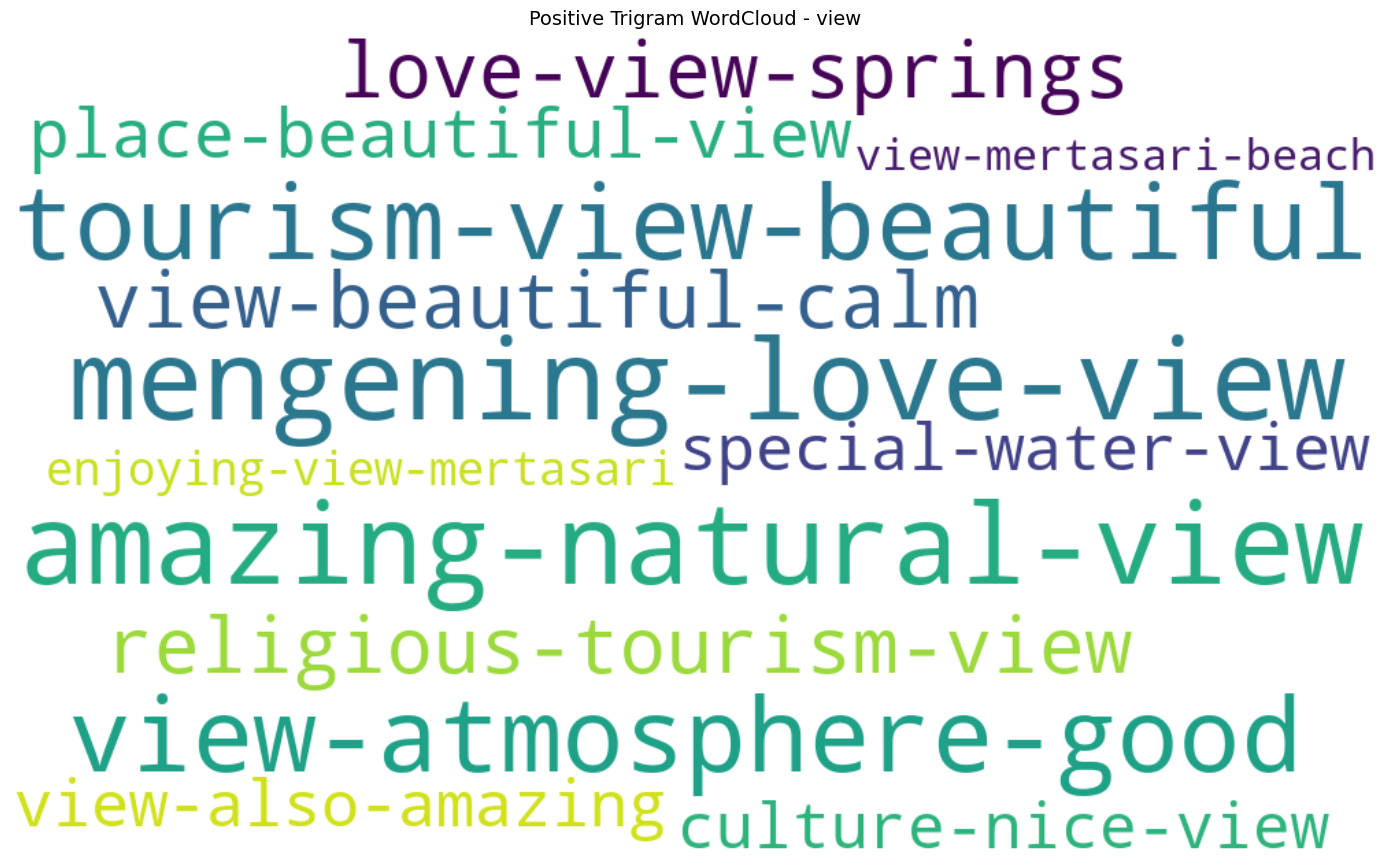 Positive Trigram WordCloud - view
love-view-springs
place-beautiful-view
view-mertasari-beach
tourism-view-beautiful
view-beautiful-calm
mengening-love-view
special-water-view
enjoying-view-mertasari
amazing-natural-view
religious-tourism-view
view-atmosphere-good
view-also-amazing
culture-nice-view